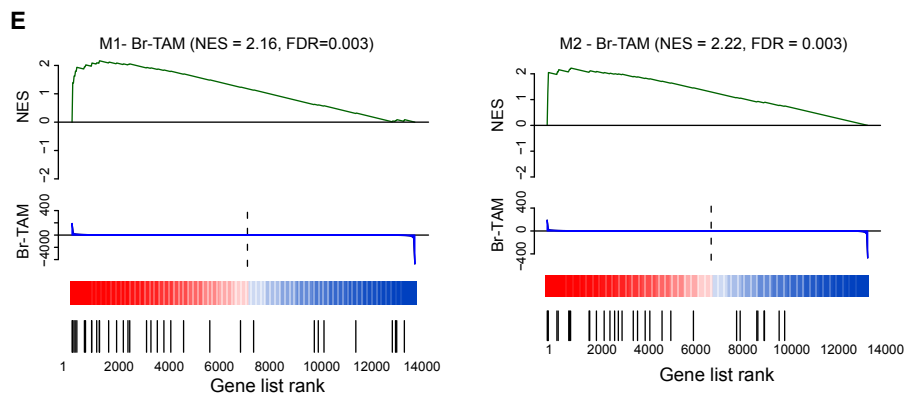 E
M1- Br-TAM (NES = 2.16, FDR=0.003)
NES
2
1
0
-1
-2
Br-TAM
400
0
-4000
1 2000 4000 6000 8000 10000 12000 14000
Gene list rank
M2 - Br-TAM (NES = 2.22, FDR = 0.003)
NES
2
1
0
-1
-2
Br-TAM
400
0
-400
1 2000 4000 6000 8000 10000 12000 14000
Gene list rank